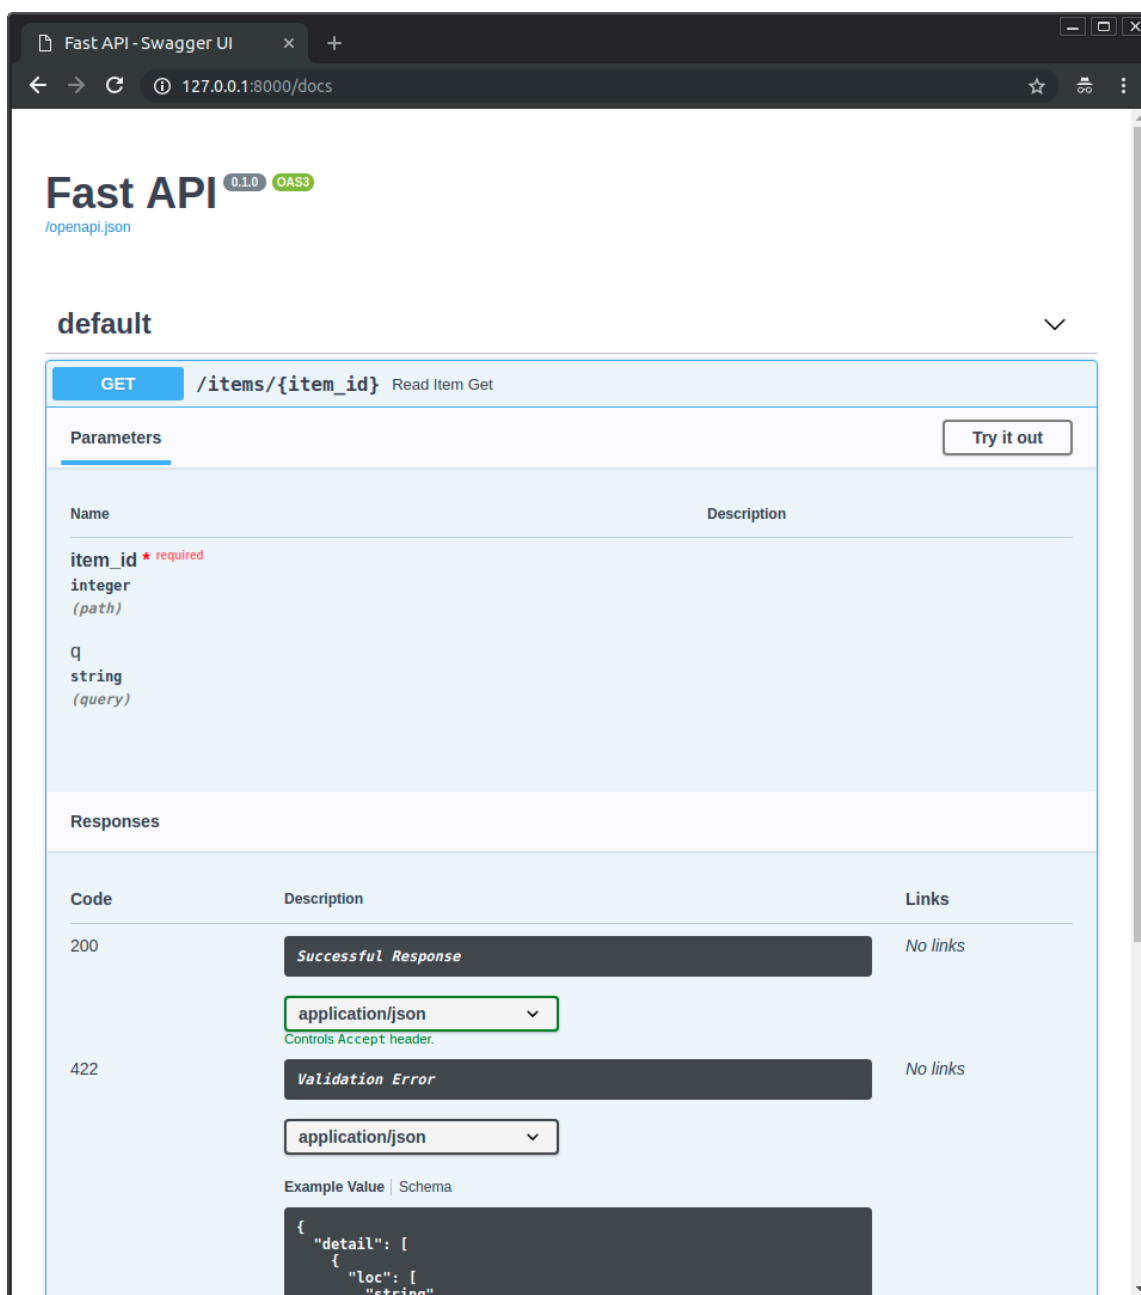 Fast API - Swagger UI
127.0.0.1:8000/docs
Fast API 0.1.0 OAS3
/openapi.json
default
GET /items/{item_id} Read Item Get
Parameters Try it out
Name Description
item_id * required
integer
(path)
q
string
(query)
Responses
Code Description Links
200 Successful Response No links
application/json
Controls Accept header.
422 Validation Error No links
application/json
Example Value Schema
{
"detail": [
{
"loc": [
"string"